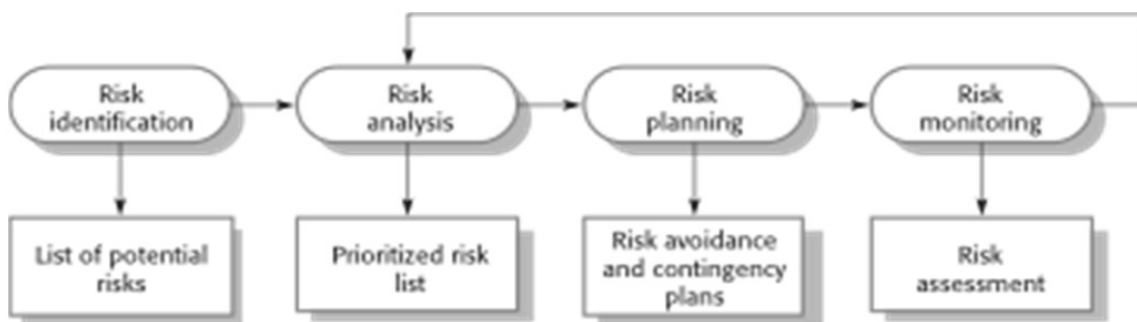 Risk
identification
Risk
analysis
Risk
planning
Risk
monitoring
List of potential
risks
Prioritized risk
list
Risk avoidance
and contingency
plans
Risk
assessment